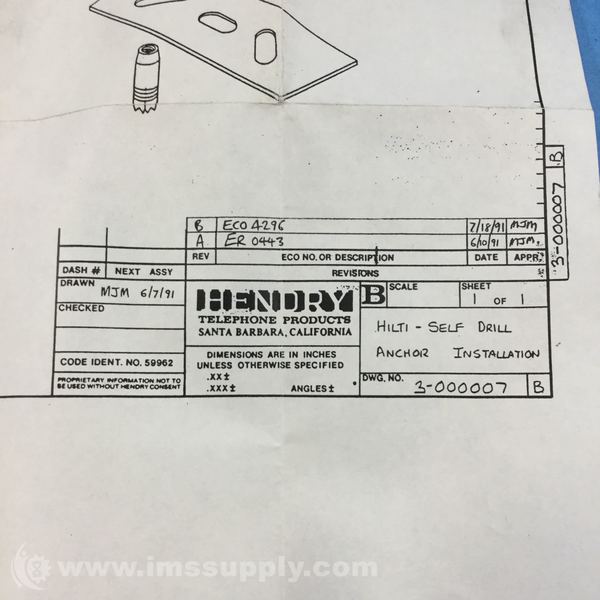 B ECO 4296 7/18/91 MJM
A ER 0443 6/10/91 MJM.
REV ECO NO. OR DESCRIPTION DATE APPR.
DASH # NEXT ASSY REVISIONS
3-000007 B
DRAWN MJM 6/7/91
CHECKED
CODE IDENT. NO. 59962
PROPRIETARY INFORMATION NOT TO
BE USED WITHOUT HENDRY CONSENT
HENDRY
TELEPHONE PRODUCTS
SANTA BARBARA, CALIFORNIA
DIMENSIONS ARE IN INCHES
UNLESS OTHERWISE SPECIFIED
.XX±
.XXX± ANGLES±
B SCALE SHEET
1 OF 1
HILTI - SELF DRILL
ANCHOR INSTALLATION
DWG. NO. 3-000007 B
www.imssupply.com